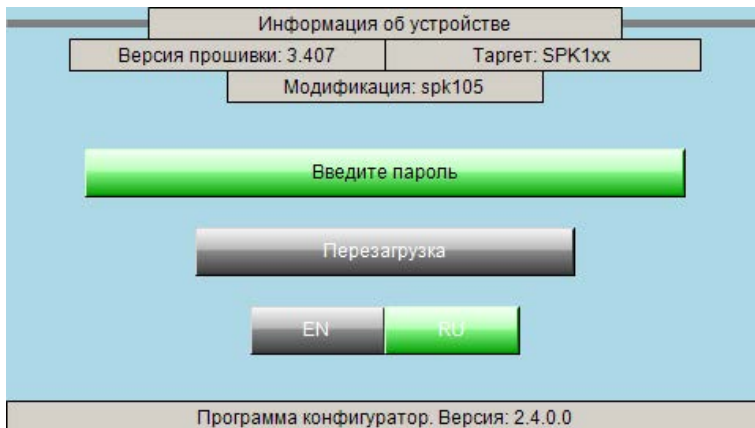 Информация об устройстве
Версия прошивки: 3.407 Таргет: SPK1xx
Модификация: spk105
Введите пароль
Перезагрузка
EN RU
Программа конфигуратор. Версия: 2.4.0.0